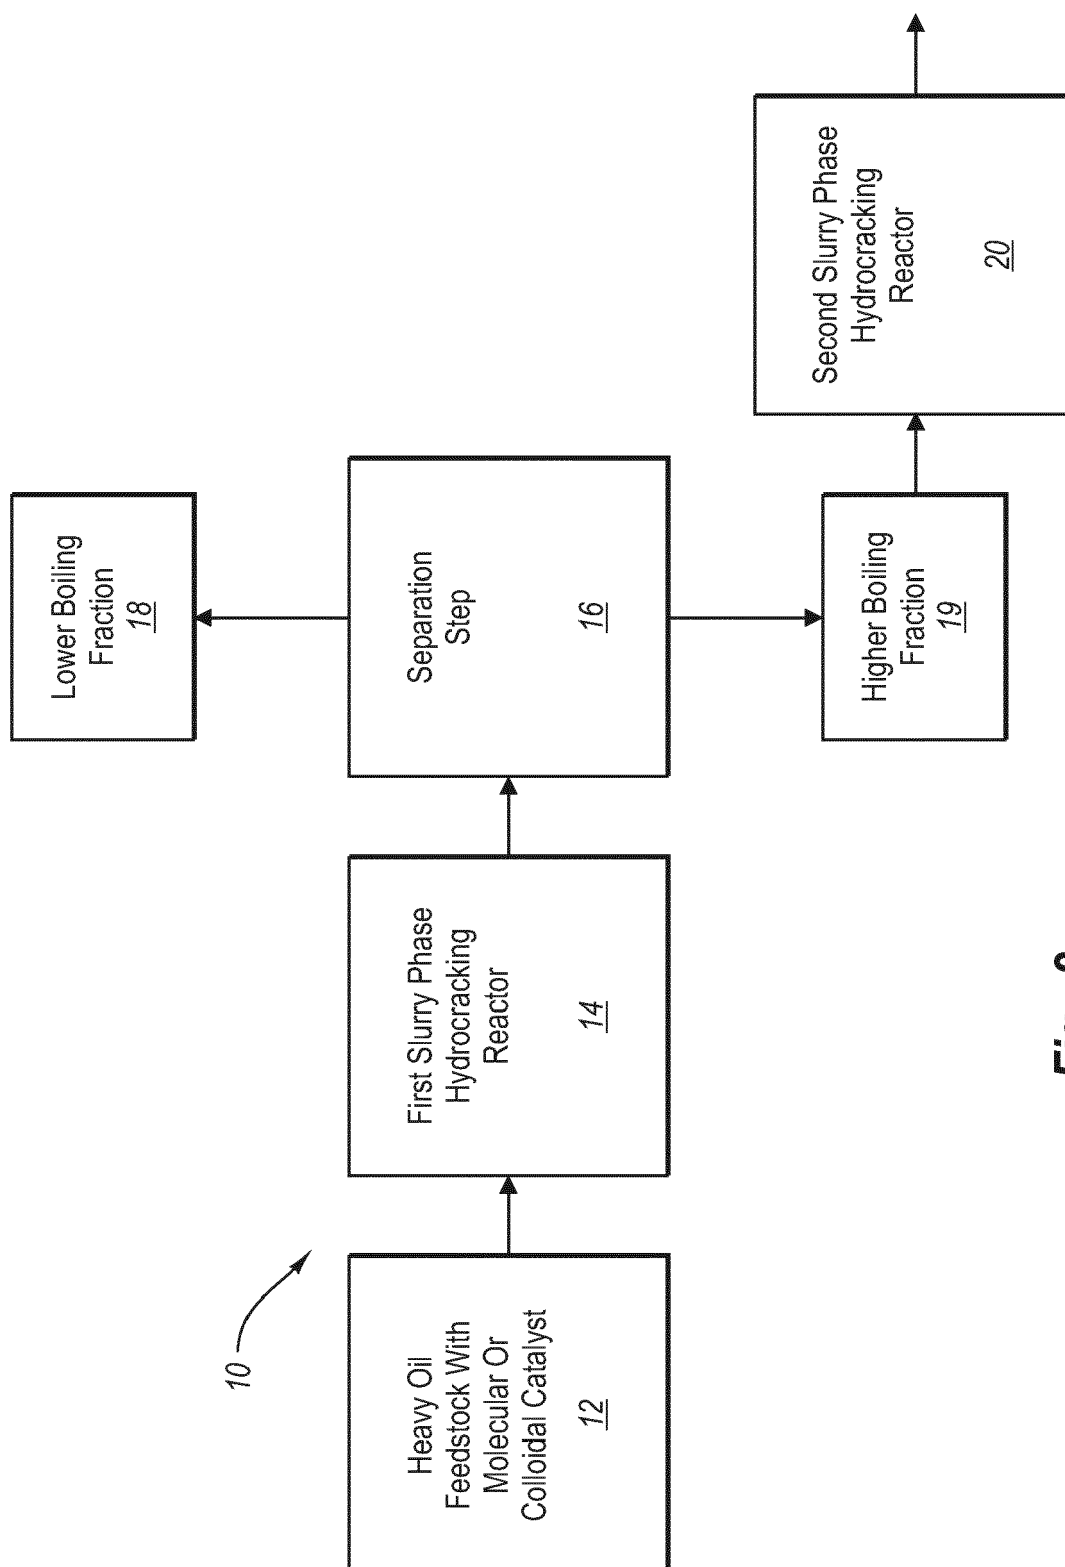 10
Heavy Oil
Feedstock With
Molecular Or
Colloidal Catalyst
12
First Slurry Phase
Hydrocracking
Reactor
14
Separation
Step
16
Lower Boiling
Fraction
18
Higher Boiling
Fraction
19
Second Slurry Phase
Hydrocracking
Reactor
20